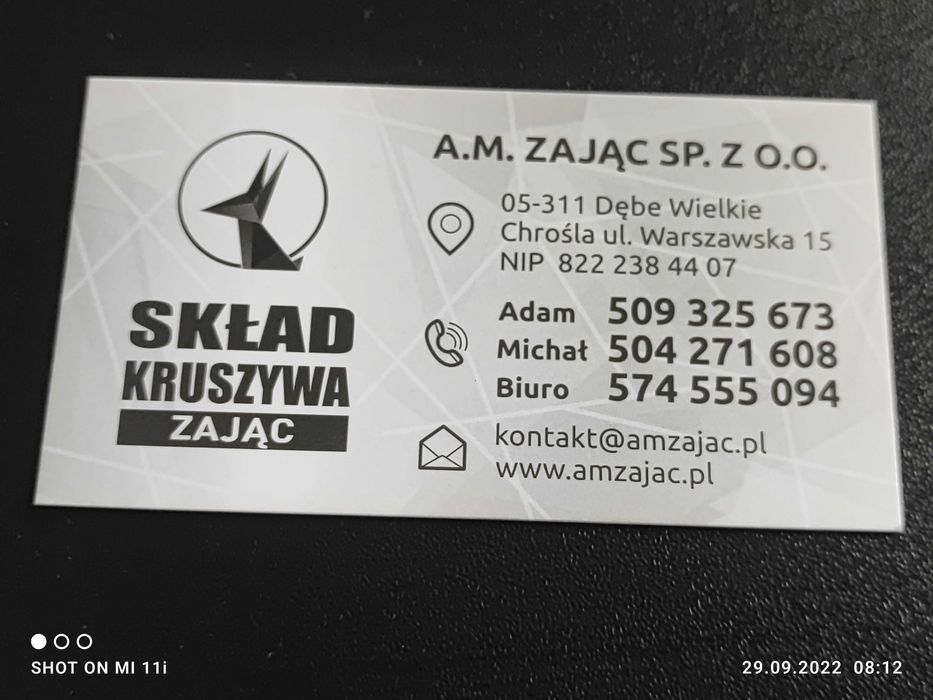 SKŁAD
KRUSZYWA
ZAJĄC
A.M. ZAJĄC SP. Z O.O.
05-311 Dębe Wielkie
Chrośla ul. Warszawska 15
NIP 822 238 44 07
Adam 509 325 673
Michał 504 271 608
Biuro 574 555 094
kontakt@amzajac.pl
www.amzajac.pl
SHOT ON MI 11i
29.09.2022 08:12